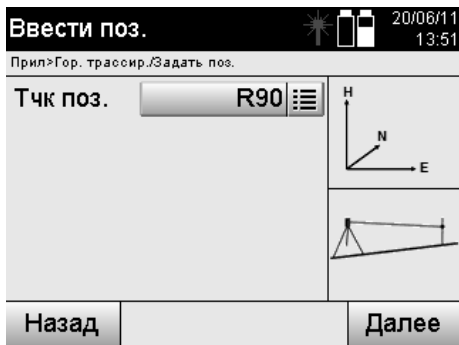 Ввести поз.
20/06/11
13:51
Прил>Гор. трассир./Задать поз.
Тчк поз.
R90
H
N
E
Назад
Далее